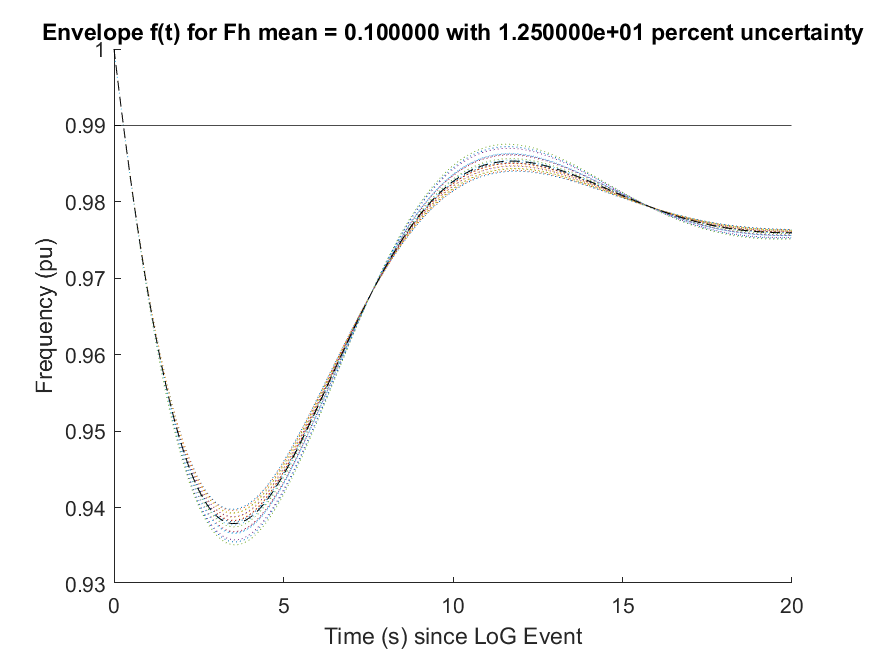 Envelope f(t) for Fh mean = 0.100000 with 1.250000e+01 percent uncertainty
1
0.99
0.98
0.97
0.96
0.95
0.94
0.93
Frequency (pu)
0 5 10 15 20
Time (s) since LoG Event